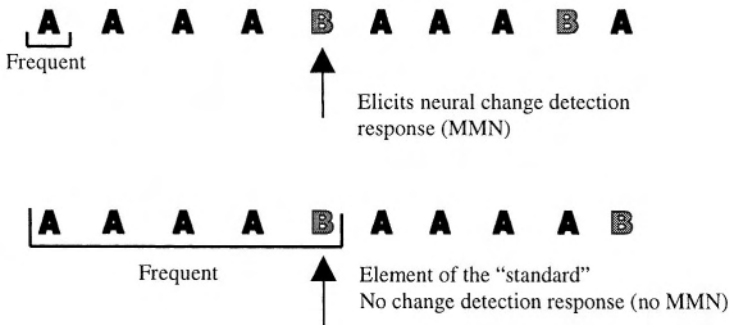 A A A A B A A A B A
Frequent
Elicits neural change detection
response (MMN)
A A A A B A A A A B
Frequent
Element of the “standard”
No change detection response (no MMN)